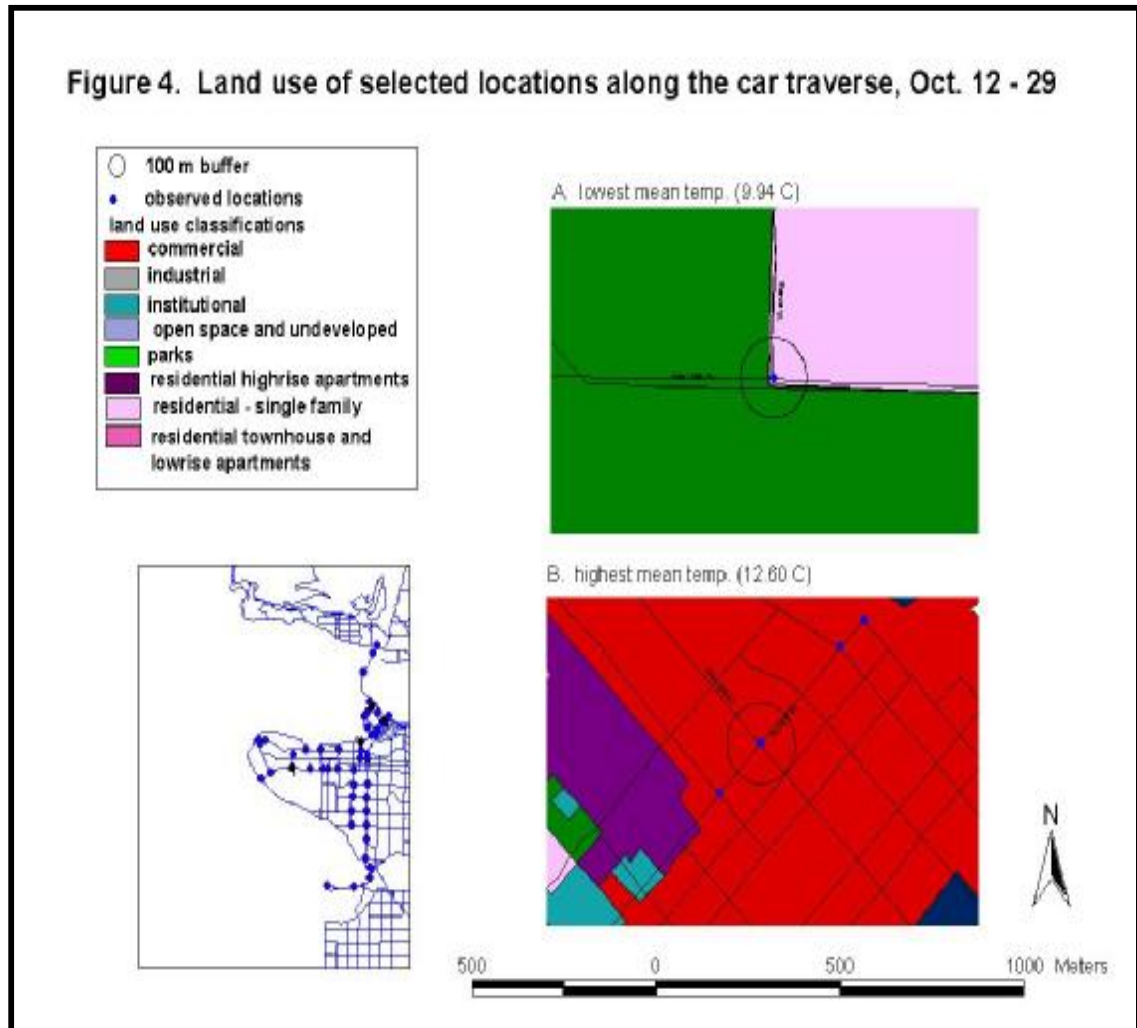 Figure 4. Land use of selected locations along the car traverse, Oct. 12 - 29
100 m buffer
observed locations
land use classifications
commercial
industrial
institutional
open space and undeveloped
parks
residential highrise apartments
residential - single family
residential townhouse and
lowrise apartments
A. lowest mean temp. (9.94 C)
B. highest mean temp. (12.60 C)
N
500 0 500 1000 Meters